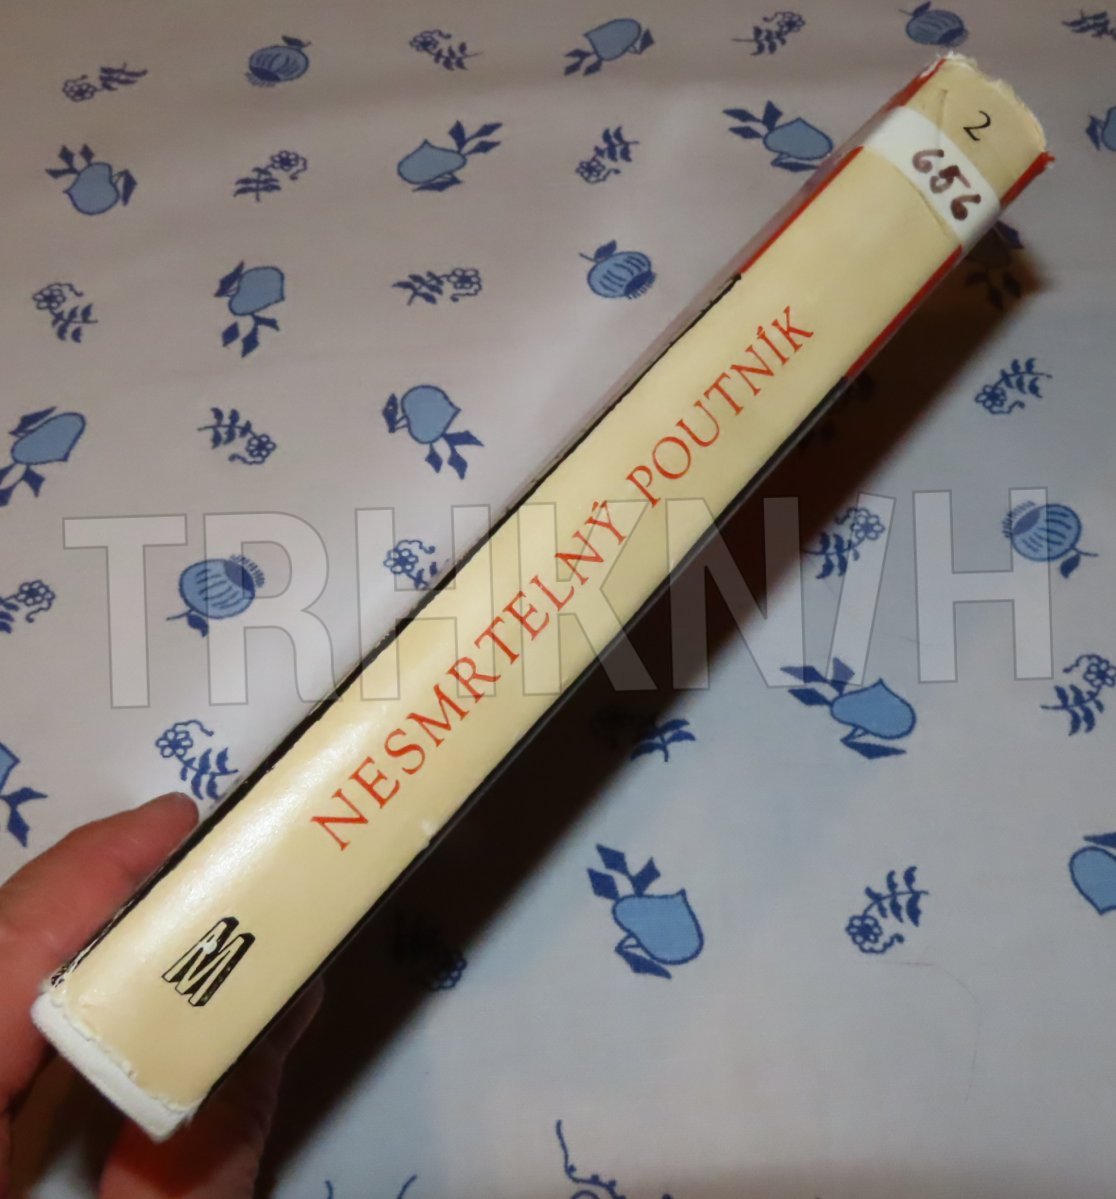 2
656
NESMRTELNÝ POUTNÍK
M
TRHKNIH